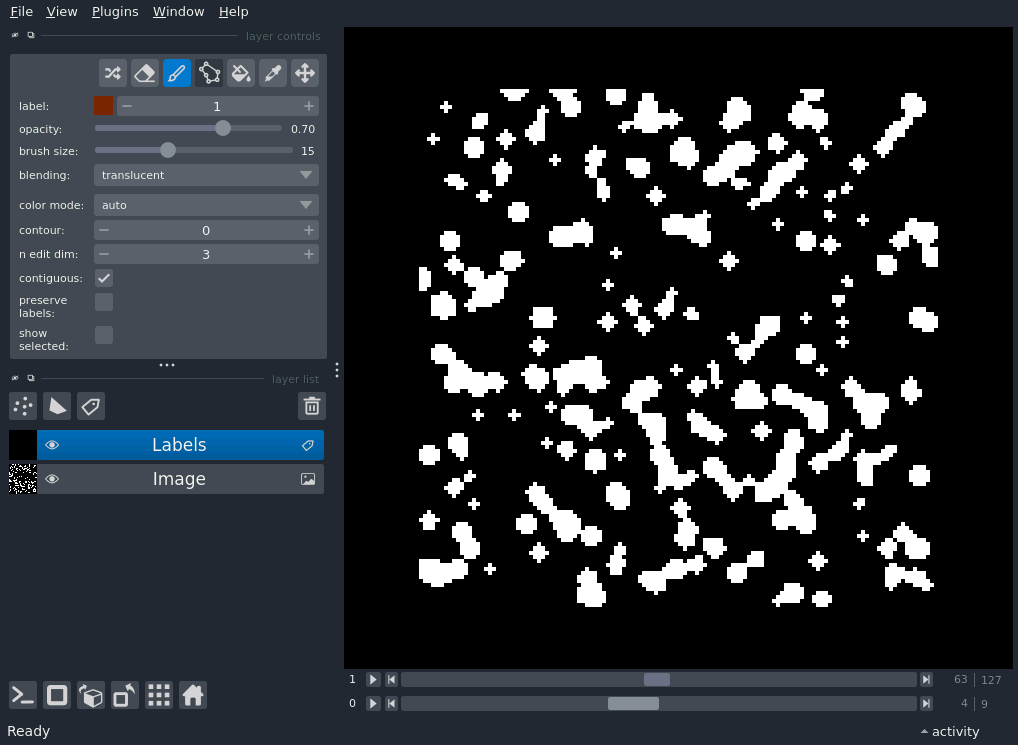 File View Plugins Window Help
layer controls
label: 1
opacity: 0.70
brush size: 15
blending: translucent
color mode: auto
contour: 0
n edit dim: 3
contiguous:
preserve
labels:
show
selected:
layer list
Labels
Image
1 63 127
0 4 9
Ready activity